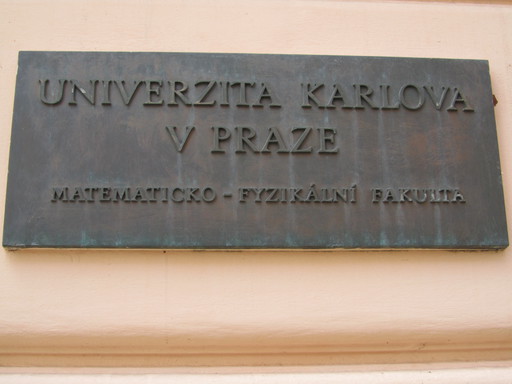 UNIVERZITA KARLOVA
V PRAZE
MATEMATICKO - FYZIKÁLNÍ FAKULTA